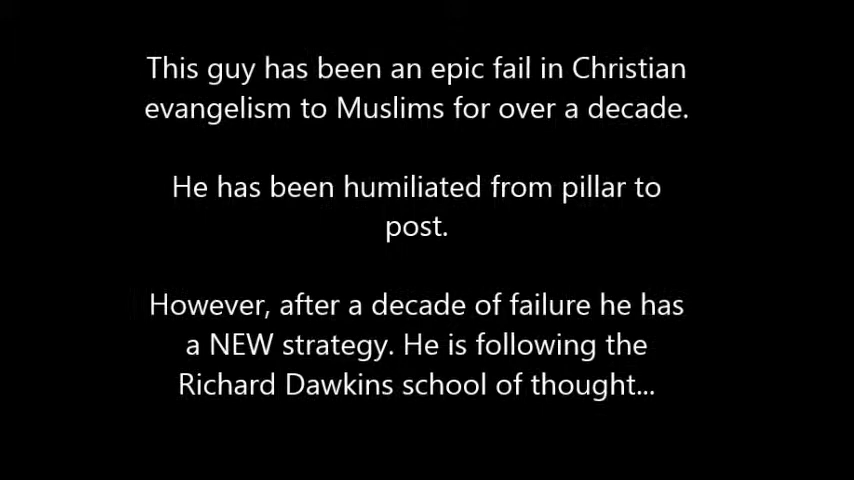 This guy has been an epic fail in Christian
evangelism to Muslims for over a decade.
He has been humiliated from pillar to
post.
However, after a decade of failure he has
a NEW strategy. He is following the
Richard Dawkins school of thought...